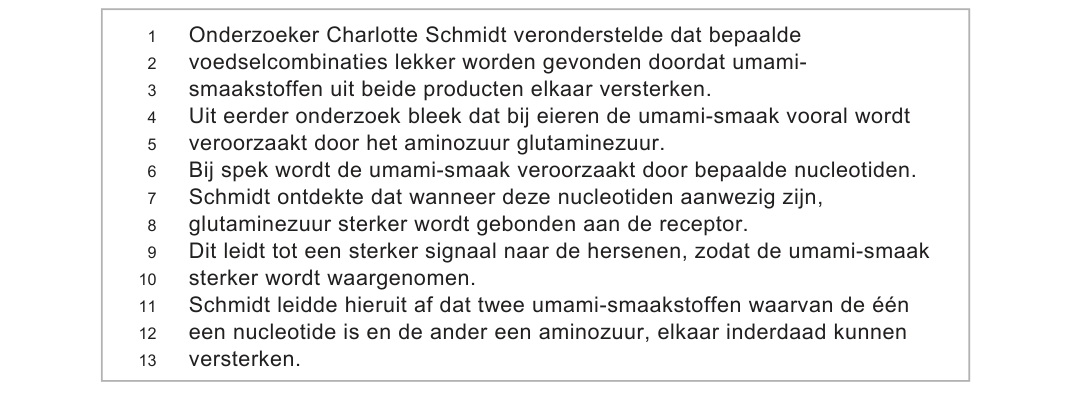 1 Onderzoeker Charlotte Schmidt veronderstelde dat bepaalde
2 voedselcombinaties lekker worden gevonden doordat umami-
3 smaakstoffen uit beide producten elkaar versterken.
4 Uit eerder onderzoek bleek dat bij eieren de umami-smaak vooral wordt
5 veroorzaakt door het aminozuur glutaminezuur.
6 Bij spek wordt de umami-smaak veroorzaakt door bepaalde nucleotiden.
7 Schmidt ontdekte dat wanneer deze nucleotiden aanwezig zijn,
8 glutaminezuur sterker wordt gebonden aan de receptor.
9 Dit leidt tot een sterker signaal naar de hersenen, zodat de umami-smaak
10 sterker wordt waargenomen.
11 Schmidt leidde hieruit af dat twee umami-smaakstoffen waarvan de één
12 een nucleotide is en de ander een aminozuur, elkaar inderdaad kunnen
13 versterken.